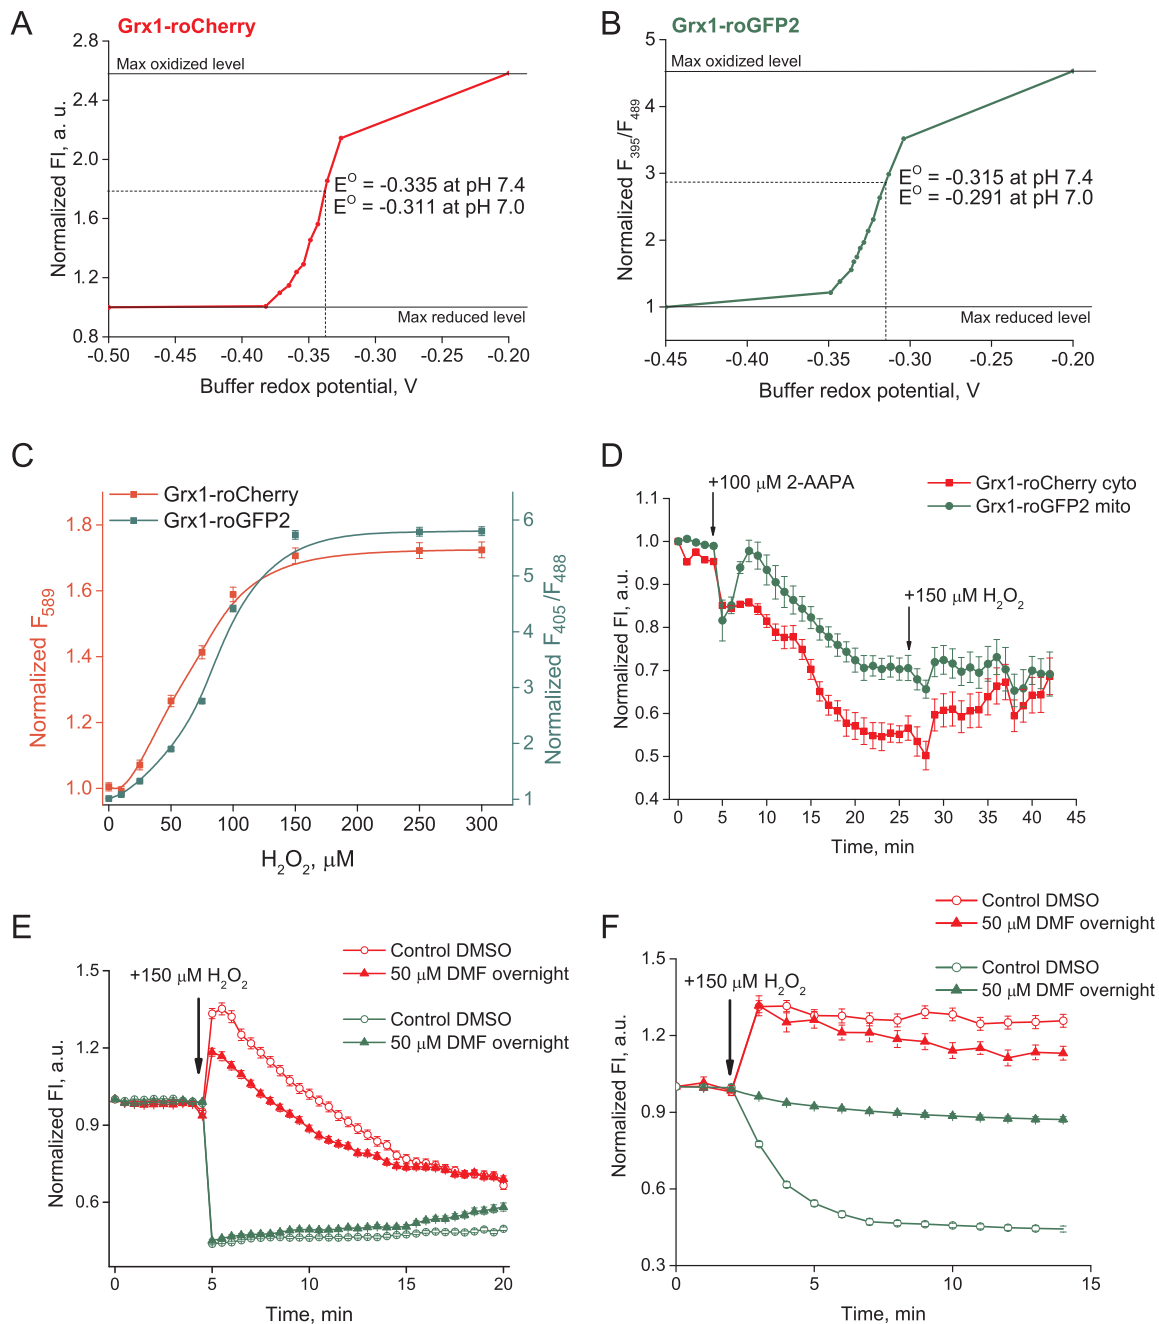 A
Grx1-roCherry
2.8
2.4
2.0
1.6
1.2
0.8
Normalized FI, a. u.
Max oxidized level
E^O = -0.335 at pH 7.4
E^O = -0.311 at pH 7.0
Max reduced level
-0.50 -0.45 -0.40 -0.35 -0.30 -0.25 -0.20
Buffer redox potential, V
B
Grx1-roGFP2
5
4
3
2
1
Normalized F_395/F_489
Max oxidized level
E^O = -0.315 at pH 7.4
E^O = -0.291 at pH 7.0
Max reduced level
-0.45 -0.40 -0.35 -0.30 -0.25 -0.20
Buffer redox potential, V
C
Grx1-roCherry
Grx1-roGFP2
1.8
1.6
1.4
1.2
1.0
Normalized F_589
6
5
4
3
2
1
Normalized F_405/F_488
0 50 100 150 200 250 300
H₂O₂, μM
D
+100 μM 2-AAPA
Grx1-roCherry cyto
Grx1-roGFP2 mito
+150 μM H₂O₂
1.1
1.0
0.9
0.8
0.7
0.6
0.5
0.4
Normalized FI, a.u.
0 5 10 15 20 25 30 35 40 45
Time, min
E
Control DMSO
50 μM DMF overnight
Control DMSO
50 μM DMF overnight
+150 μM H₂O₂
1.5
1.2
0.9
0.6
Normalized FI, a.u.
0 5 10 15 20
Time, min
F
Control DMSO
50 μM DMF overnight
Control DMSO
50 μM DMF overnight
+150 μM H₂O₂
1.5
1.2
0.9
0.6
0.3
Normalized FI, a.u.
0 5 10 15
Time, min